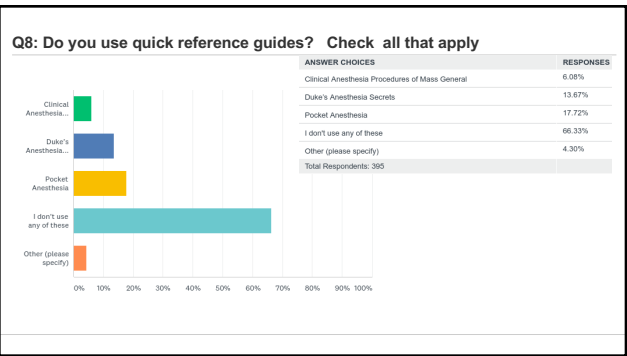 Q8: Do you use quick reference guides? Check all that apply
ANSWER CHOICES RESPONSES
Clinical Anesthesia Procedures of Mass General 6.08%
Duke's Anesthesia Secrets 13.67%
Pocket Anesthesia 17.72%
I don't use any of these 66.33%
Other (please specify) 4.30%
Total Respondents: 395
Clinical
Anesthesia...
Duke's
Anesthesia...
Pocket
Anesthesia
I don't use
any of these
Other (please
specify)
0% 10% 20% 30% 40% 50% 60% 70% 80% 90% 100%